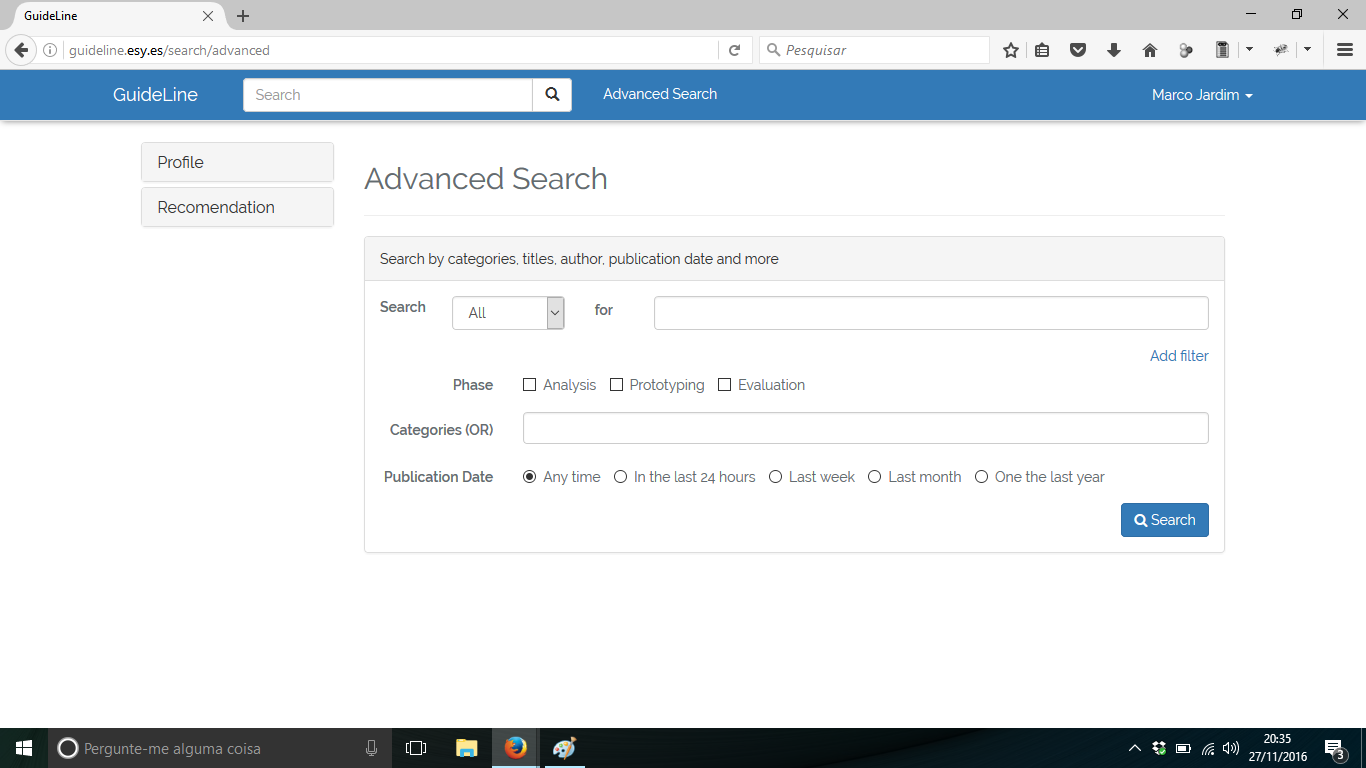 GuideLine
guideline.esy.es/search/advanced
Pesquisar
GuideLine
Search
Advanced Search
Marco Jardim
Profile
Recomendation
Advanced Search
Search by categories, titles, author, publication date and more
Search All for
Add filter
Phase Analysis Prototyping Evaluation
Categories (OR)
Publication Date Any time In the last 24 hours Last week Last month One the last year
Search
Pergunte-me alguma coisa
20:35
27/11/2016
3